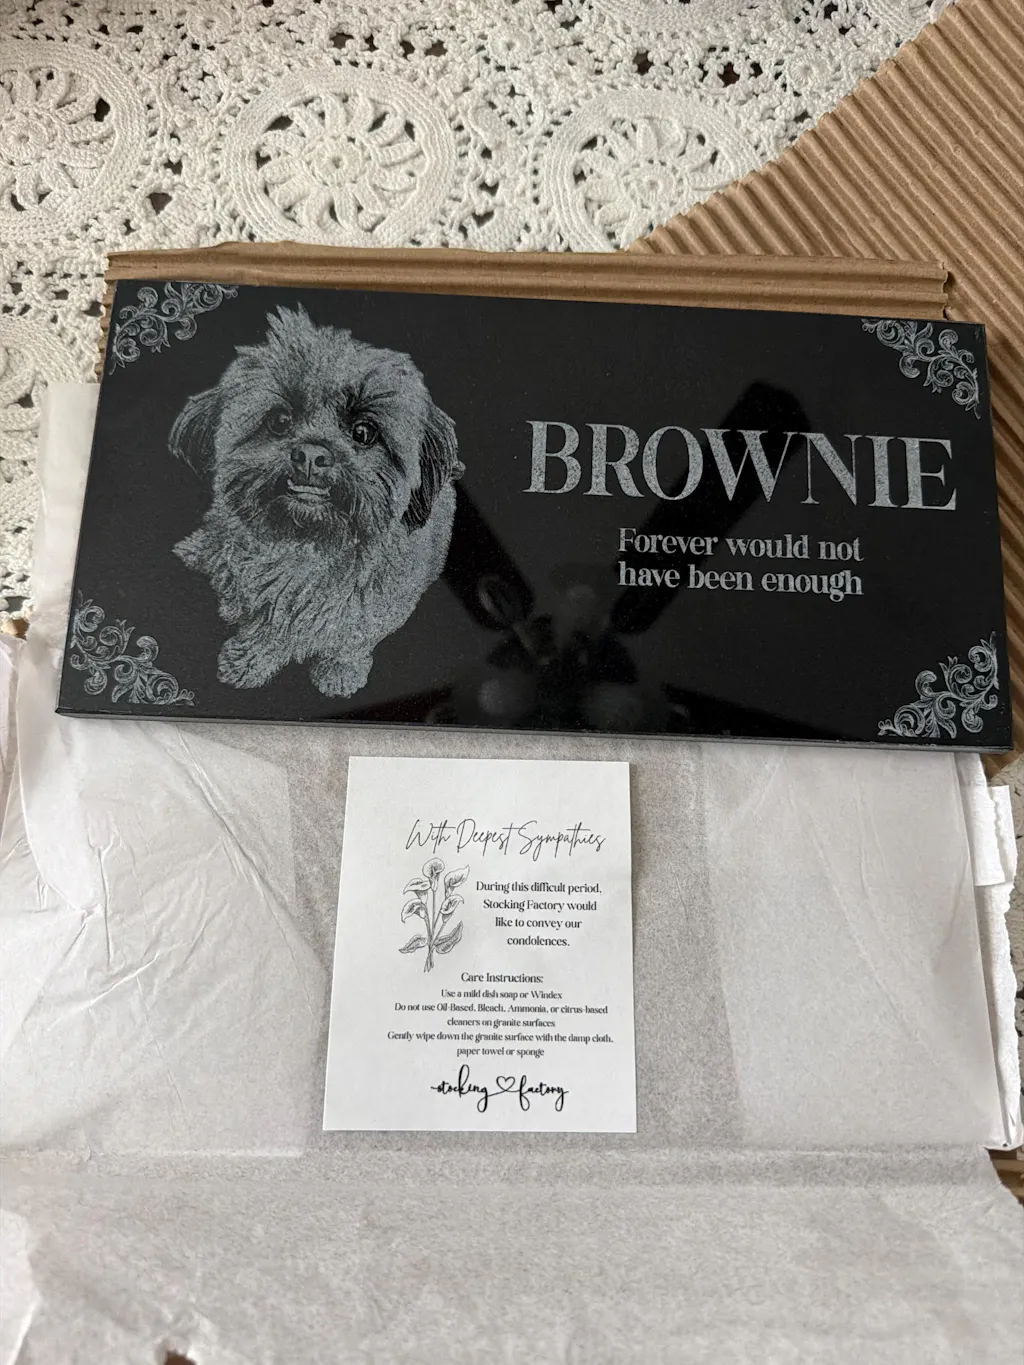 BROWNIE
Forever would not
have been enough
With Deepest Sympathies
During this difficult period,
Stocking Factory would
like to convey our
condolences.
Care Instructions:
Use a mild dish soap or Windex
Do not use Oil-Based, Bleach, Ammonia, or citrus-based
cleaners on granite surfaces
Gently wipe down the granite surface with the damp cloth,
paper towel or sponge
stocking factory